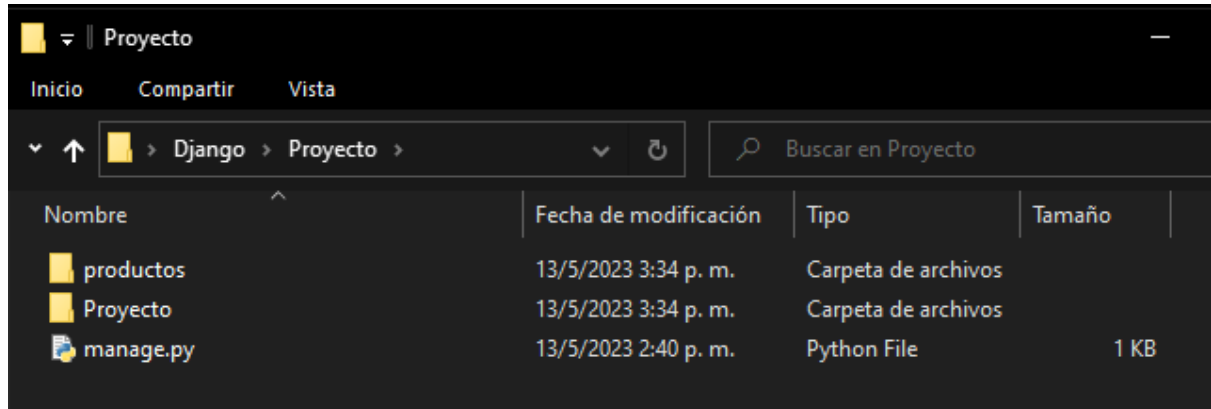 Proyecto
Inicio Compartir Vista
Django > Proyecto > Buscar en Proyecto
Nombre Fecha de modificación Tipo Tamaño
productos 13/5/2023 3:34 p. m. Carpeta de archivos
Proyecto 13/5/2023 3:34 p. m. Carpeta de archivos
manage.py 13/5/2023 2:40 p. m. Python File 1 KB